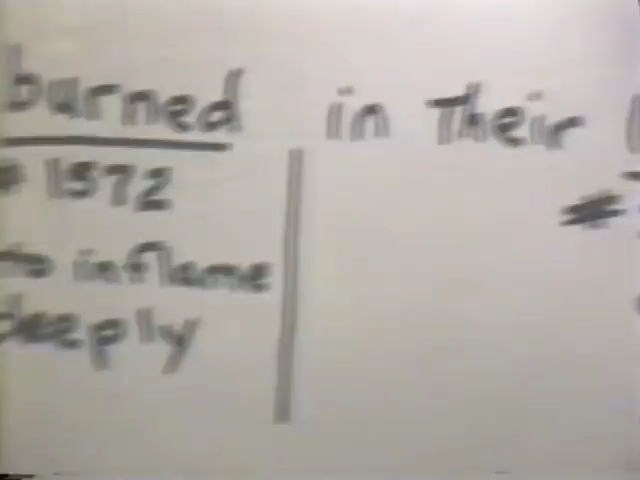 burned in Their
# 1572
#
to inflame
deeply